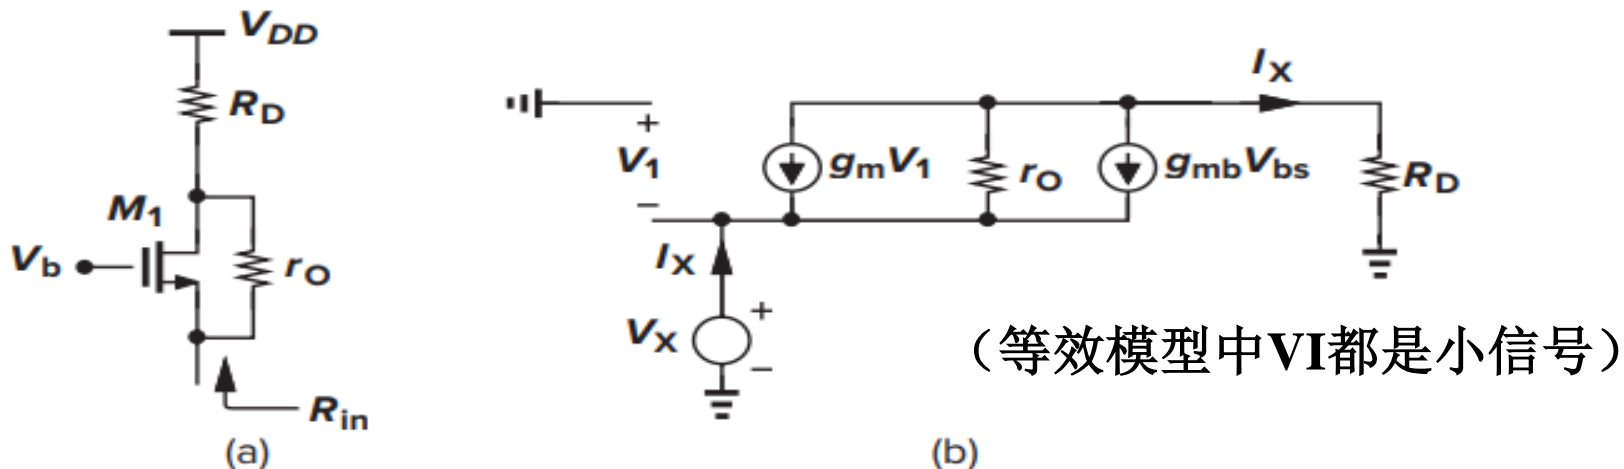 V_DD
R_D
M_1
V_b
r_O
R_in
(a)
I_X
+
V_1
−
g_mV_1
r_O
g_mbV_bs
R_D
I_X
V_X
+
−
（等效模型中VI都是小信号）
(b)